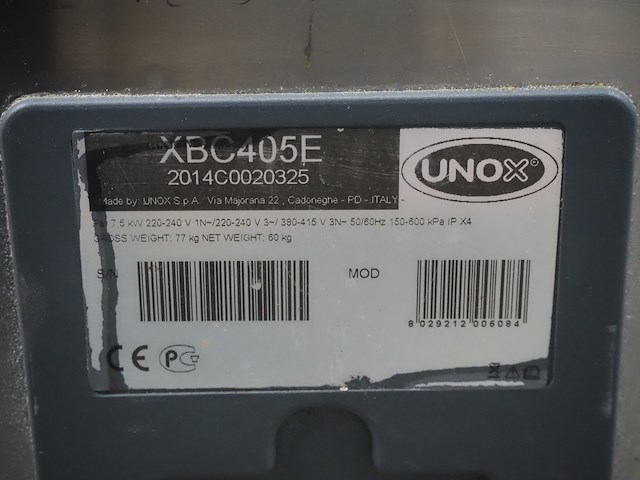 XBC405E
2014C0020325
UNOX
Made by: UNOX S.p.A. Via Majorana 22 , Cadoneghe - PD - ITALY -
7,5 kW 220-240 V 1N~/220-240 V 3~/ 380-415 V 3N~ 50/60Hz 150-600 kPa IP X4
GROSS WEIGHT: 77 kg NET WEIGHT: 60 kg
S/N
MOD
8 029212 006084
CE